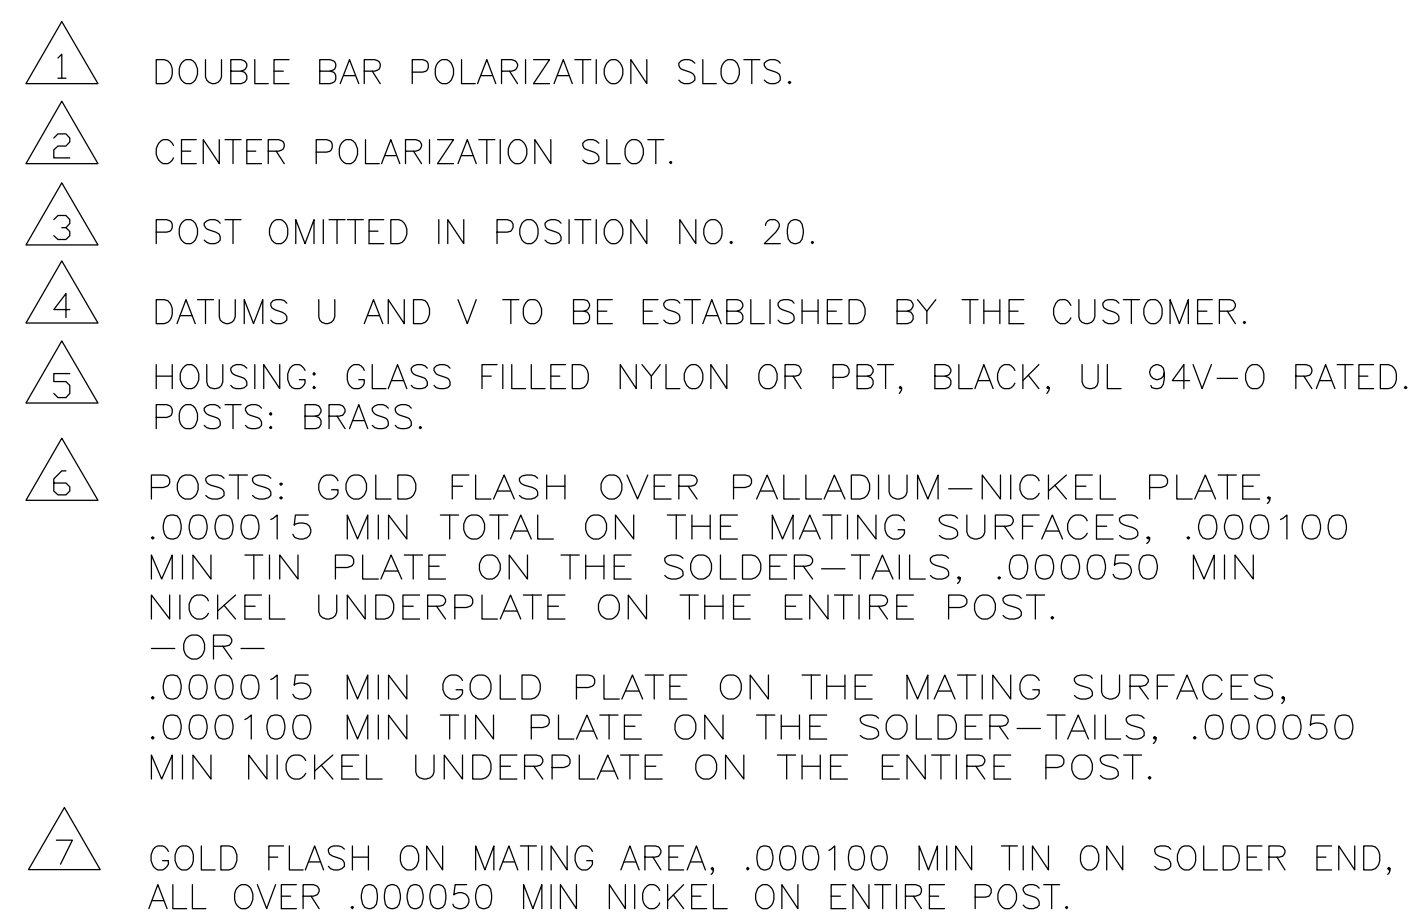 1 DOUBLE BAR POLARIZATION SLOTS.
2 CENTER POLARIZATION SLOT.
3 POST OMITTED IN POSITION NO. 20.
4 DATUMS U AND V TO BE ESTABLISHED BY THE CUSTOMER.
5 HOUSING: GLASS FILLED NYLON OR PBT, BLACK, UL 94V-0 RATED.
POSTS: BRASS.
6 POSTS: GOLD FLASH OVER PALLADIUM-NICKEL PLATE,
.000015 MIN TOTAL ON THE MATING SURFACES, .000100
MIN TIN PLATE ON THE SOLDER-TAILS, .000050 MIN
NICKEL UNDERPLATE ON THE ENTIRE POST.
-OR-
.000015 MIN GOLD PLATE ON THE MATING SURFACES,
.000100 MIN TIN PLATE ON THE SOLDER-TAILS, .000050
MIN NICKEL UNDERPLATE ON THE ENTIRE POST.
7 GOLD FLASH ON MATING AREA, .000100 MIN TIN ON SOLDER END,
ALL OVER .000050 MIN NICKEL ON ENTIRE POST.